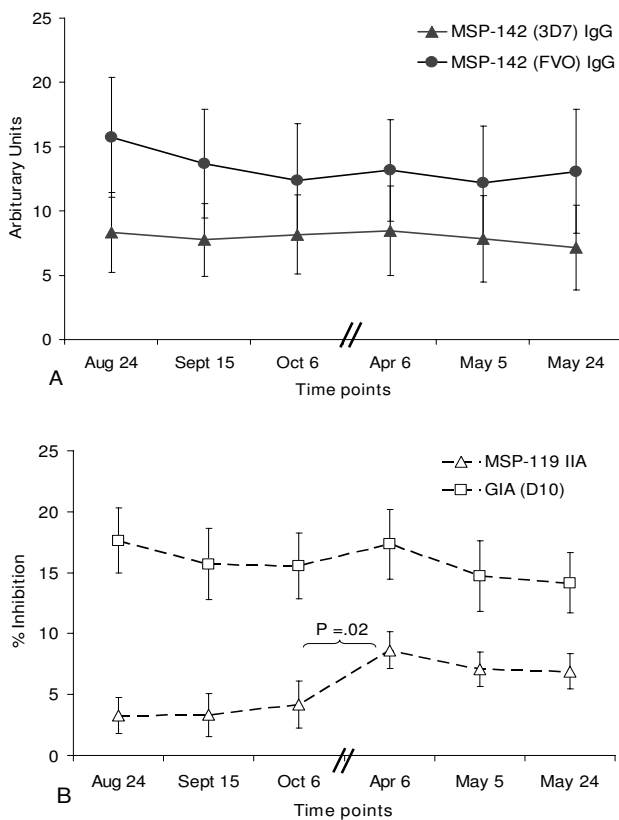 25
20
15
10
5
0
Arbiturary Units
MSP-142 (3D7) IgG
MSP-142 (FVO) IgG
Aug 24 Sept 15 Oct 6 Apr 6 May 5 May 24
A
Time points
25
20
15
10
5
0
% Inhibition
MSP-119 IIA
GIA (D10)
P =.02
Aug 24 Sept 15 Oct 6 Apr 6 May 5 May 24
B
Time points